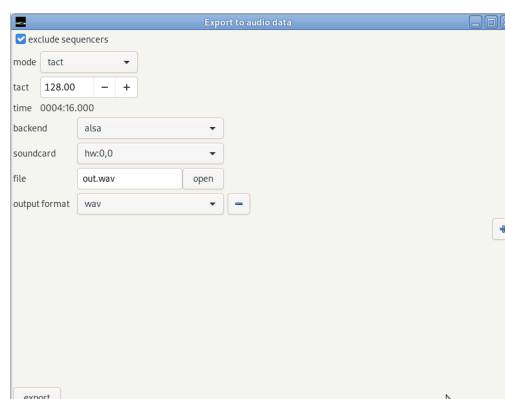 Export to audio data
exclude sequencers
mode tact
tact 128.00 − +
time 0004:16.000
backend alsa
soundcard hw:0,0
file out.wav open
output format wav
export